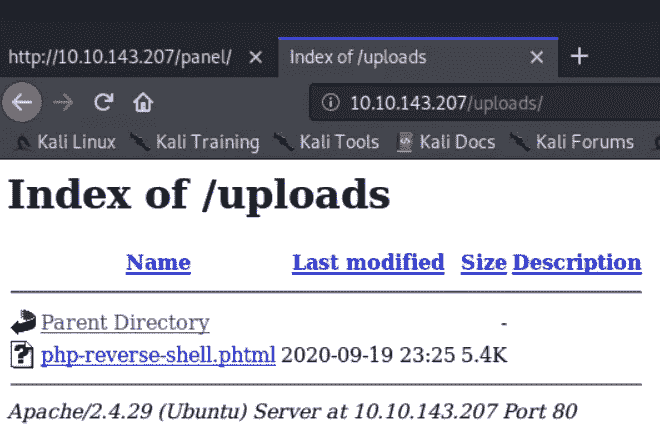 http://10.10.143.207/panel/ Index of /uploads
10.10.143.207/uploads/
Kali Linux Kali Training Kali Tools Kali Docs Kali Forums
Index of /uploads
Name Last modified Size Description
Parent Directory -
php-reverse-shell.phtml 2020-09-19 23:25 5.4K
Apache/2.4.29 (Ubuntu) Server at 10.10.143.207 Port 80